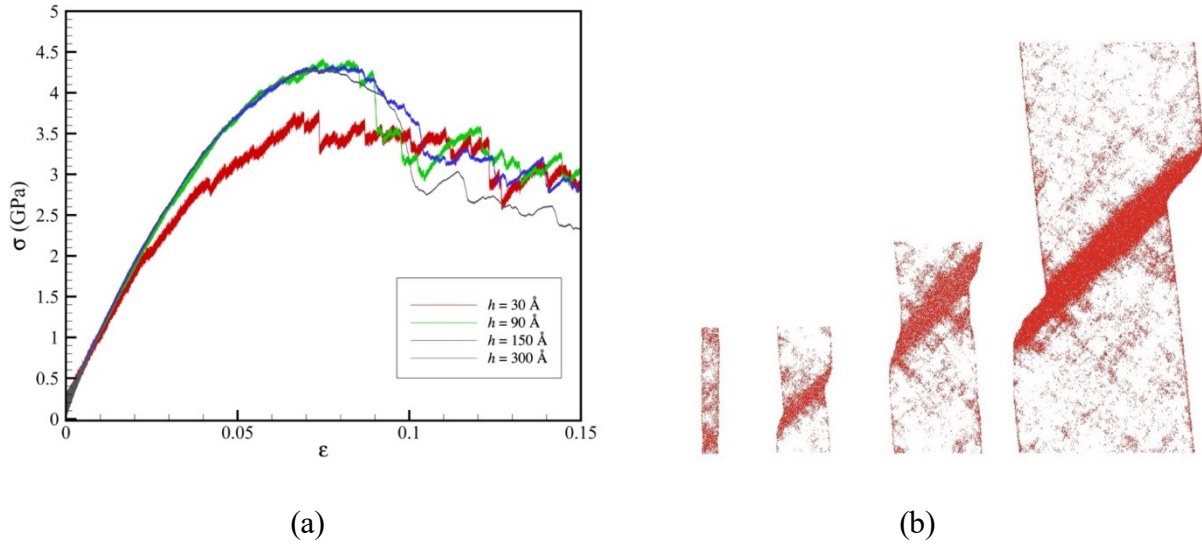 5
4.5
4
3.5
3
2.5
2
1.5
1
0.5
0
σ (GPa)
h = 30 Å
h = 90 Å
h = 150 Å
h = 300 Å
0 0.05 0.1 0.15
ε
(a) (b)